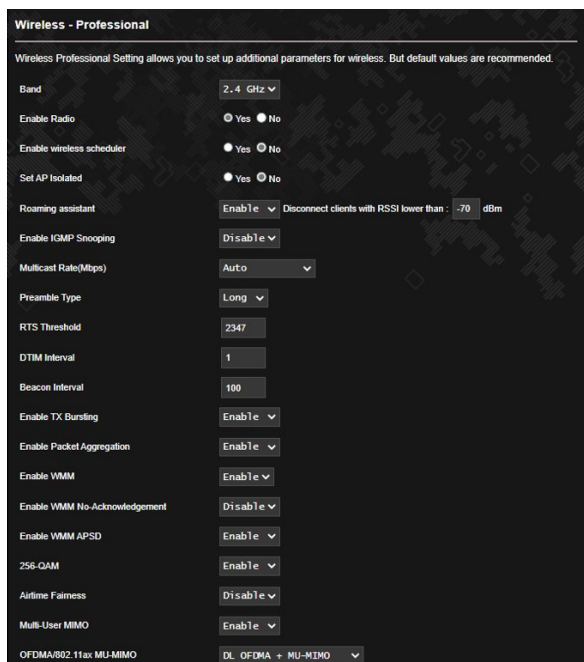 Wireless - Professional
Wireless Professional Setting allows you to set up additional parameters for wireless. But default values are recommended.
Band 2.4 GHz
Enable Radio Yes No
Enable wireless scheduler Yes No
Set AP Isolated Yes No
Roaming assistant Enable Disconnect clients with RSSI lower than : -70 dBm
Enable IGMP Snooping Disable
Multicast Rate(Mbps) Auto
Preamble Type Long
RTS Threshold 2347
DTIM Interval 1
Beacon Interval 100
Enable TX Bursting Enable
Enable Packet Aggregation Enable
Enable WMM Enable
Enable WMM No-Acknowledgement Disable
Enable WMM APSD Enable
256-QAM Enable
Airtime Fairness Disable
Multi-User MIMO Enable
OFDMA/802.11ax MU-MIMO DL OFDMA + MU-MIMO